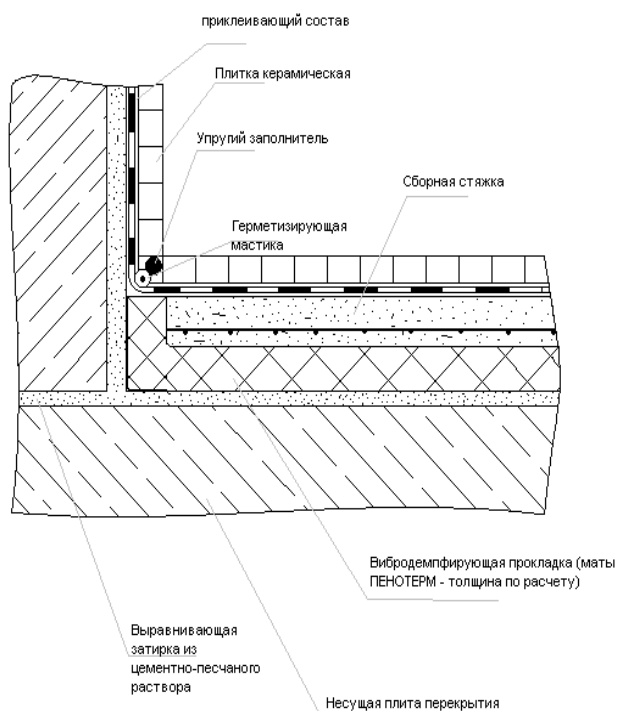 приклеивающий состав
Плитка керамическая
Упругий заполнитель
Сборная стяжка
Герметизирующая
мастика
Вибродемпфирующая прокладка (маты
ПЕНОТЕРМ - толщина по расчету)
Выравнивающая
затирка из
цементно-песчаного
раствора
Несущая плита перекрытия